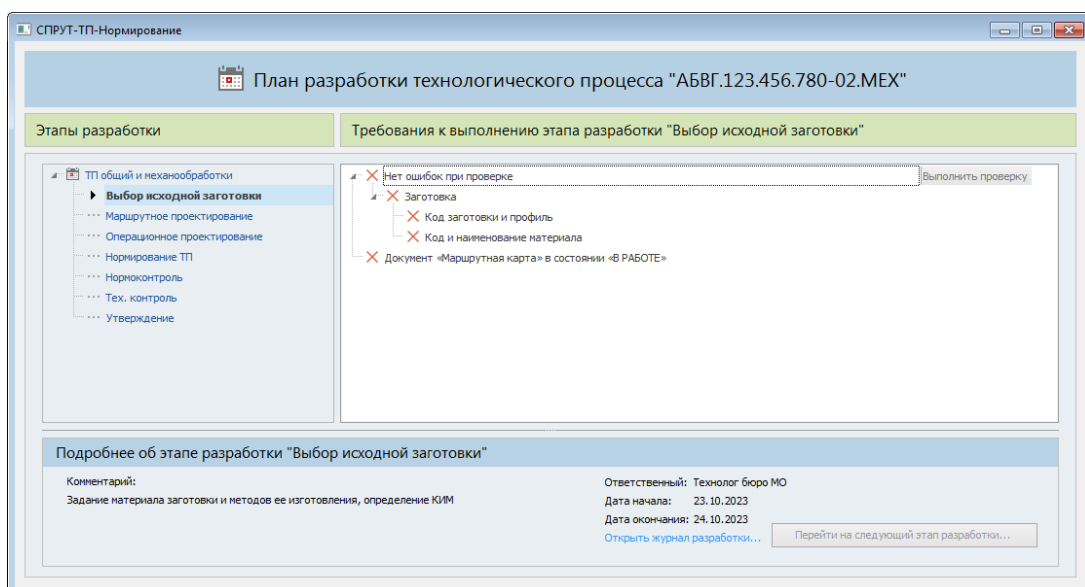 СПРУТ-ТП-Нормирование
План разработки технологического процесса "АБВГ.123.456.780-02.МЕХ"
Этапы разработки
Требования к выполнению этапа разработки "Выбор исходной заготовки"
ТП общий и механообработки
Выбор исходной заготовки
Маршрутное проектирование
Операционное проектирование
Нормирование ТП
Нормоконтроль
Тех. контроль
Утверждение
Нет ошибок при проверке
Выполнить проверку
Заготовка
Код заготовки и профиль
Код и наименование материала
Документ «Маршрутная карта» в состоянии «В РАБОТЕ»
Подробнее об этапе разработки "Выбор исходной заготовки"
Комментарий:
Задание материала заготовки и методов ее изготовления, определение КИМ
Ответственный: Технолог бюро МО
Дата начала: 23.10.2023
Дата окончания: 24.10.2023
Открыть журнал разработки...
Перейти на следующий этап разработки...